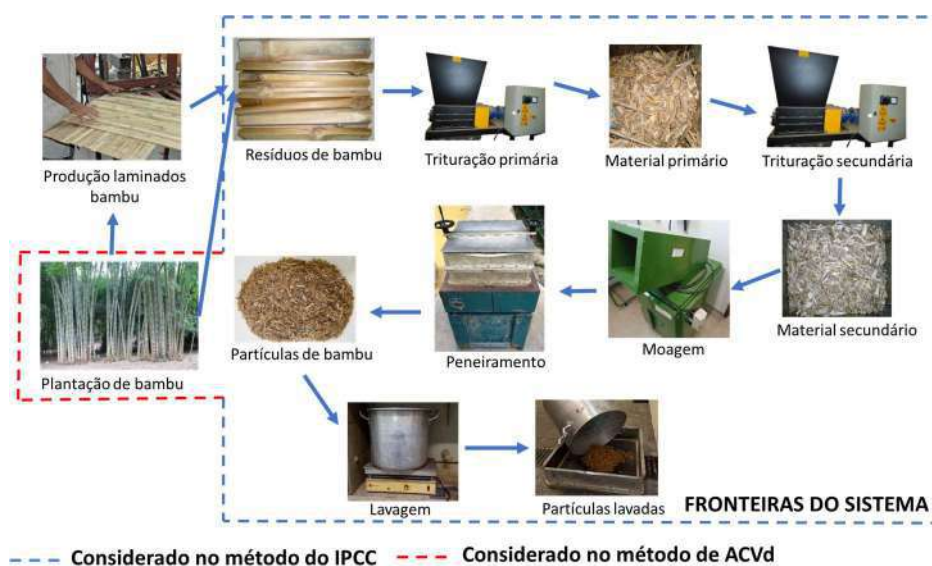 Produção laminados
bambu
Resíduos de bambu
Trituração primária
Material primário
Trituração secundária
Plantação de bambu
Partículas de bambu
Peneiramento
Moagem
Material secundário
Lavagem
Partículas lavadas
FRONTEIRAS DO SISTEMA
Considerado no método do IPCC
Considerado no método de ACVd